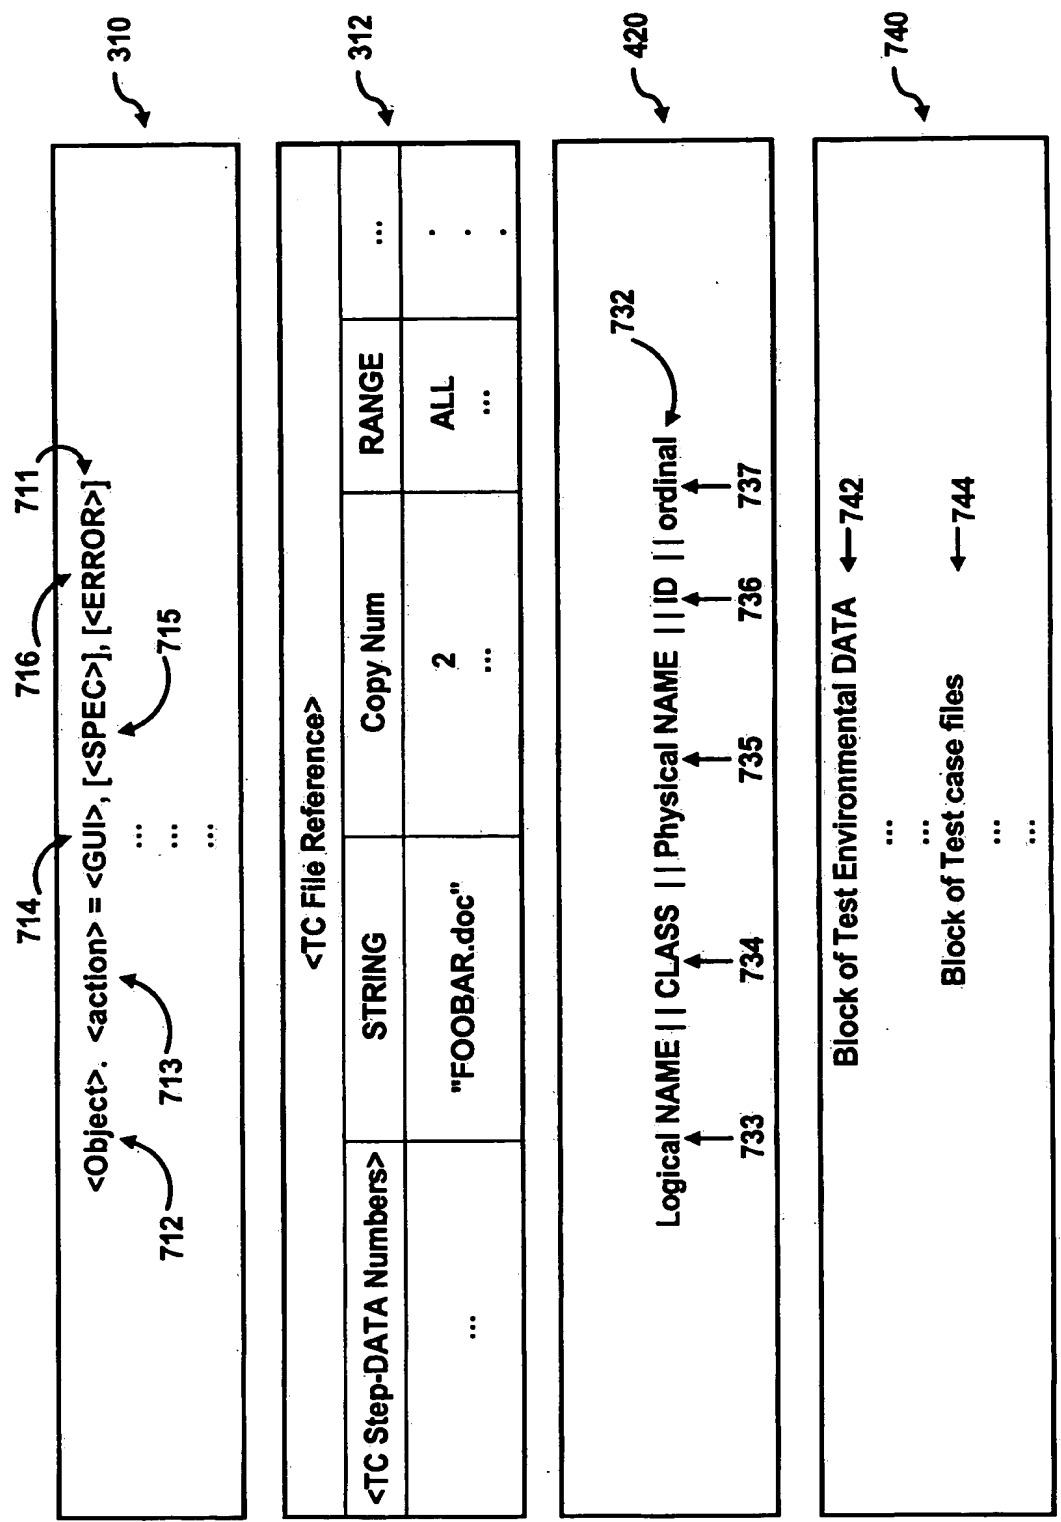 711
716
714
<Object>. <action> = <GUI>, [<SPEC>], [<ERROR>]
310
712
713
715
...
...
...
<TC File Reference>
312
<TC Step-DATA Numbers> STRING Copy Num RANGE ...
... "FOOBAR.doc" 2 ALL .
... ... .
.
732
420
Logical NAME || CLASS || Physical NAME || ID || ordinal
733 734 735 736 737
740
Block of Test Environmental DATA 742
...
...
Block of Test case files 744
...
...